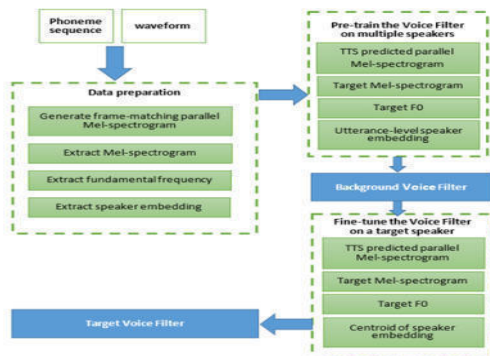 Phoneme
sequence
waveform
Data preparation
Generate frame-matching parallel
Mel-spectrogram
Extract Mel-spectrogram
Extract fundamental frequency
Extract speaker embedding
Pre-train the Voice Filter
on multiple speakers
TTS predicted parallel
Mel-spectrogram
Target Mel-spectrogram
Target F0
Utterance-level speaker
embedding
Background Voice Filter
Fine-tune the Voice Filter
on a target speaker
TTS predicted parallel
Mel-spectrogram
Target Mel-spectrogram
Target F0
Centroid of speaker
embedding
Target Voice Filter